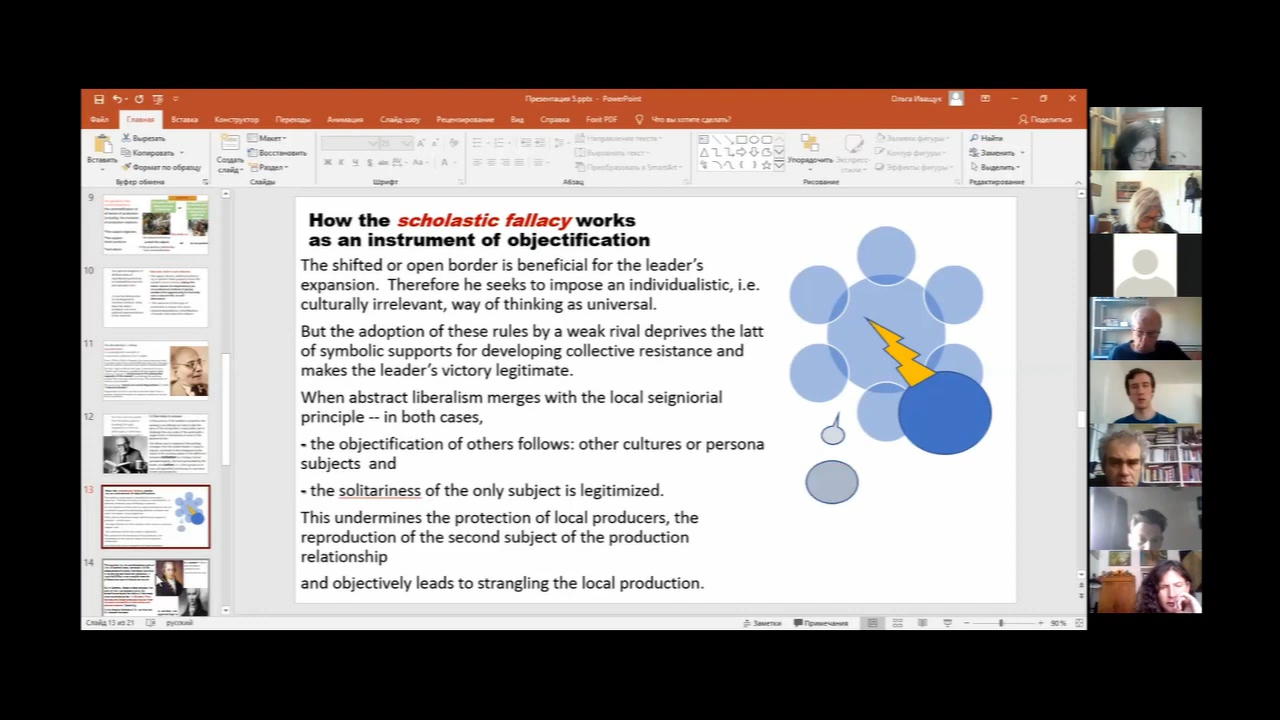 Презентация 5.pptx - PowerPoint
Ольга Иващук
Файл Главная Вставка Конструктор Переходы Анимация Слайд-шоу Рецензирование Вид Справка Foxit PDF Что вы хотите сделать? Поделиться
Вставить
Вырезать
Копировать
Формат по образцу
Буфер обмена
Создать слайд
Макет
Восстановить
Раздел
Слайды
Ж К Ч S
Шрифт
Направление текста
Выровнять текст
Преобразовать в SmartArt
Абзац
Упорядочить
Экспресс-стили
Заливка фигуры
Контур фигуры
Эффекты фигуры
Рисование
Найти
Заменить
Выделить
Редактирование
9
10
11
12
13
14
How the scholastic fallacy works
as an instrument of objectification
The shifted or open border is beneficial for the leader's
expansion. Therefore he seeks to impose an individualistic, i.e.
culturally irrelevant, way of thinking as universal.
But the adoption of these rules by a weak rival deprives the latt
of symbolic supports for developing collective resistance and
makes the leader's victory legitimate.
When abstract liberalism merges with the local seigniorial
principle -- in both cases,
- the objectification of others follows: other cultures or persona
subjects and
- the solitariness of the only subject is legitimized.
This undermines the protection of local producers, the
reproduction of the second subject of the production
relationship
and objectively leads to strangling the local production.
Слайд 13 из 21
русский
Заметки
Примечания
90 %